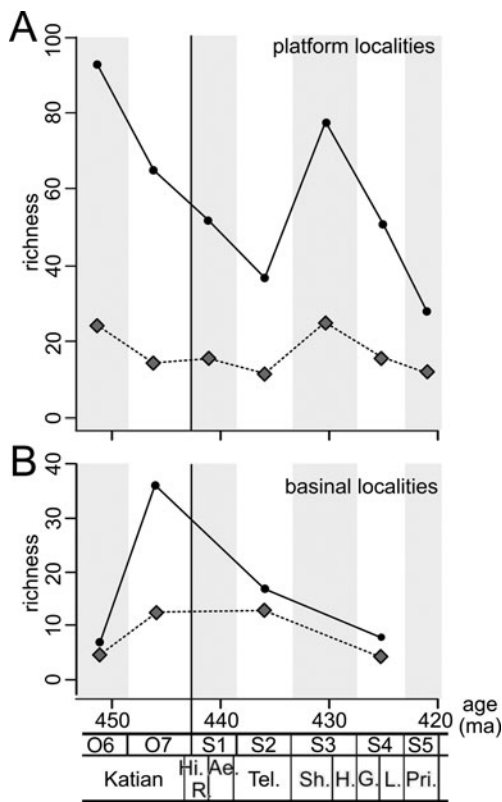 A
platform localities
richness
100
80
60
40
20
0
B
basinal localities
richness
40
30
20
10
0
450 440 430 420
age (ma)
O6 O7 S1 S2 S3 S4 S5
Katian Hi. R. Ae. Tel. Sh. H. G. L. Pri.